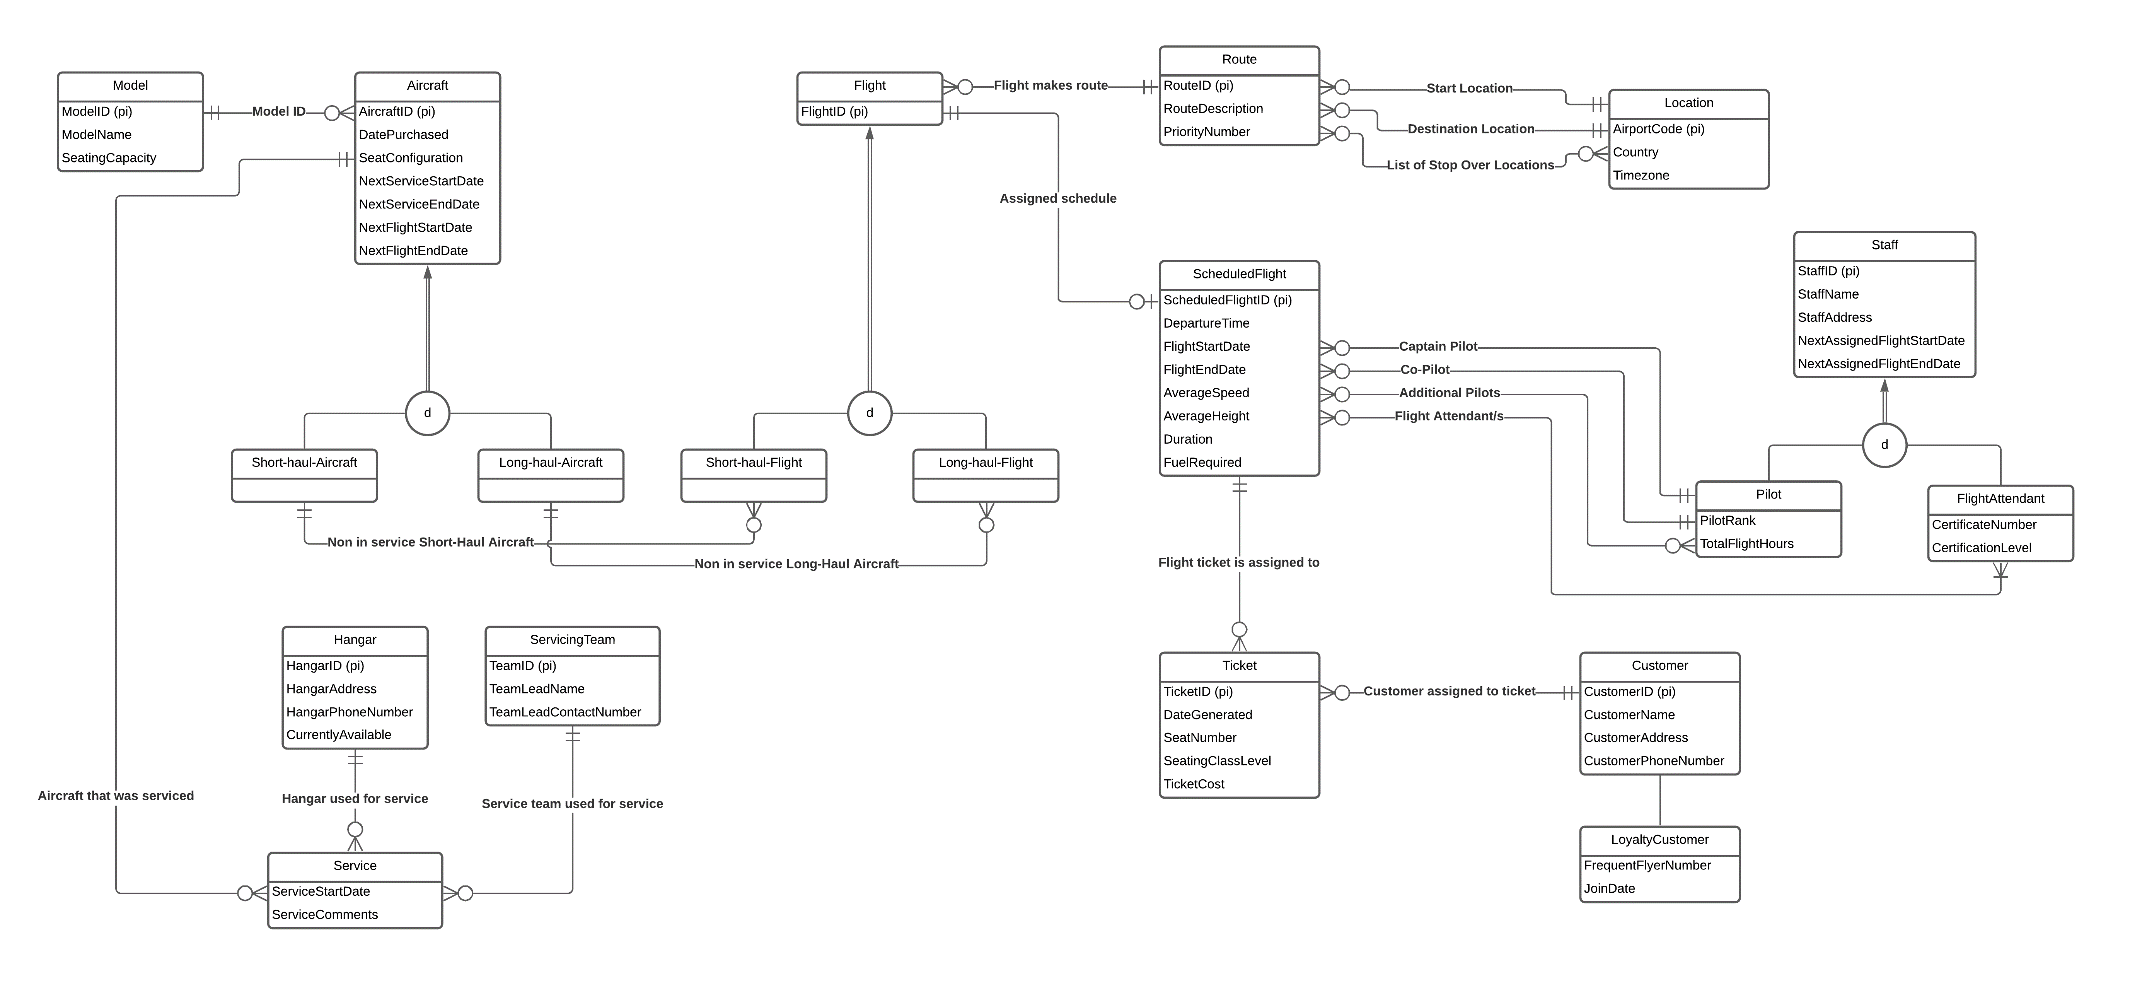 Model
ModelID (pi)
ModelName
SeatingCapacity
Model ID
Aircraft
AircraftID (pi)
DatePurchased
SeatConfiguration
NextServiceStartDate
NextServiceEndDate
NextFlightStartDate
NextFlightEndDate
Flight
FlightID (pi)
Flight makes route
Route
RouteID (pi)
RouteDescription
PriorityNumber
Start Location
Destination Location
List of Stop Over Locations
Location
AirportCode (pi)
Country
Timezone
Assigned schedule
ScheduledFlight
ScheduledFlightID (pi)
DepartureTime
FlightStartDate
FlightEndDate
AverageSpeed
AverageHeight
Duration
FuelRequired
Captain Pilot
Co-Pilot
Additional Pilots
Flight Attendant/s
Staff
StaffID (pi)
StaffName
StaffAddress
NextAssignedFlightStartDate
NextAssignedFlightEndDate
d
d
d
Short-haul-Aircraft
Long-haul-Aircraft
Short-haul-Flight
Long-haul-Flight
Pilot
PilotRank
TotalFlightHours
FlightAttendant
CertificateNumber
CertificationLevel
Non in service Short-Haul Aircraft
Non in service Long-Haul Aircraft
Flight ticket is assigned to
Hangar
HangarID (pi)
HangarAddress
HangarPhoneNumber
CurrentlyAvailable
ServicingTeam
TeamID (pi)
TeamLeadName
TeamLeadContactNumber
Ticket
TicketID (pi)
DateGenerated
SeatNumber
SeatingClassLevel
TicketCost
Customer assigned to ticket
Customer
CustomerID (pi)
CustomerName
CustomerAddress
CustomerPhoneNumber
Aircraft that was serviced
Hangar used for service
Service team used for service
Service
ServiceStartDate
ServiceComments
LoyaltyCustomer
FrequentFlyerNumber
JoinDate